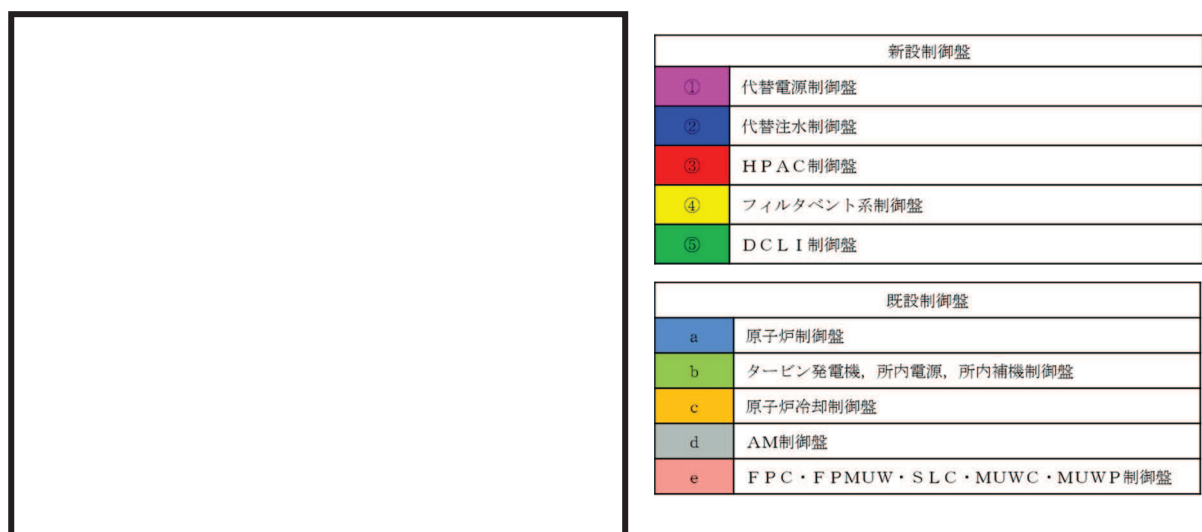 新設制御盤
① 代替電源制御盤
② 代替注水制御盤
③ ＨＰＡＣ制御盤
④ フィルタベント系制御盤
⑤ ＤＣＬＩ制御盤
既設制御盤
a 原子炉制御盤
b タービン発電機，所内電源，所内補機制御盤
c 原子炉冷却制御盤
d AM制御盤
e ＦＰＣ・ＦＰMUW・ＳＬＣ・MUWＣ・MUWＰ制御盤